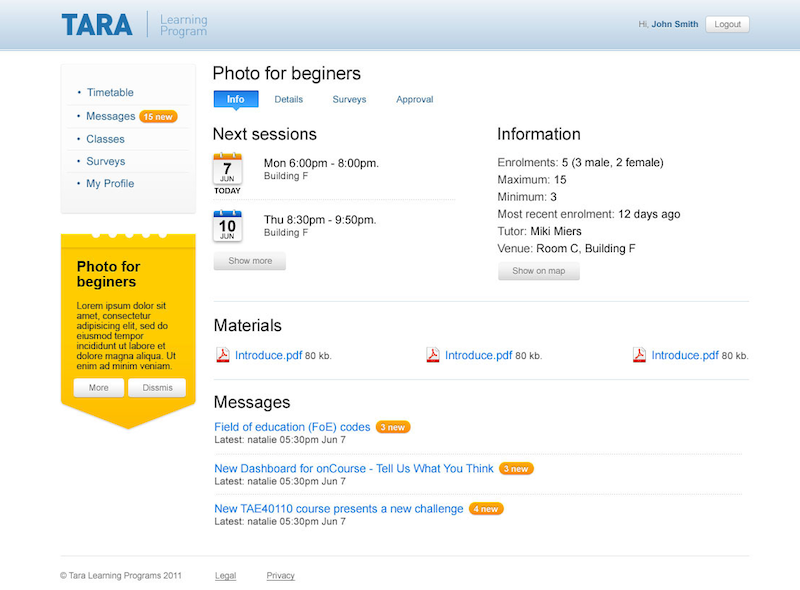 TARA
Learning
Program
Hi, John Smith
Logout
Timetable
Messages 15 new
Classes
Surveys
My Profile
Photo for
beginers
Lorem ipsum dolor sit
amet, consectetur
adipisicing elit, sed do
eiusmod tempor
incididunt ut labore et
dolore magna aliqua. Ut
enim ad minim veniam.
More
Dissmis
Photo for beginers
Info
Details
Surveys
Approval
Next sessions
7
JUN
TODAY
Mon 6:00pm - 8:00pm.
Building F
10
JUN
Thu 8:30pm - 9:50pm.
Building F
Show more
Information
Enrolments: 5 (3 male, 2 female)
Maximum: 15
Minimum: 3
Most recent enrolment: 12 days ago
Tutor: Miki Miers
Venue: Room C, Building F
Show on map
Materials
Introduce.pdf 80 kb.
Introduce.pdf 80 kb.
Introduce.pdf 80 kb.
Messages
Field of education (FoE) codes 3 new
Latest: natalie 05:30pm Jun 7
New Dashboard for onCourse - Tell Us What You Think 3 new
Latest: natalie 05:30pm Jun 7
New TAE40110 course presents a new challenge 4 new
Latest: natalie 05:30pm Jun 7
© Tara Learning Programs 2011
Legal
Privacy